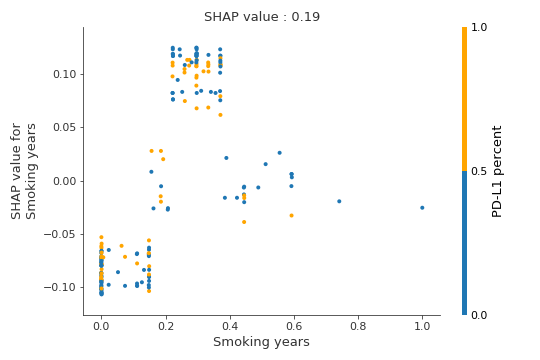 SHAP value : 0.19
SHAP value for
Smoking years
0.10
0.05
0.00
−0.05
−0.10
0.0
0.2
0.4
0.6
0.8
1.0
Smoking years
1.0
0.5
0.0
PD-L1 percent